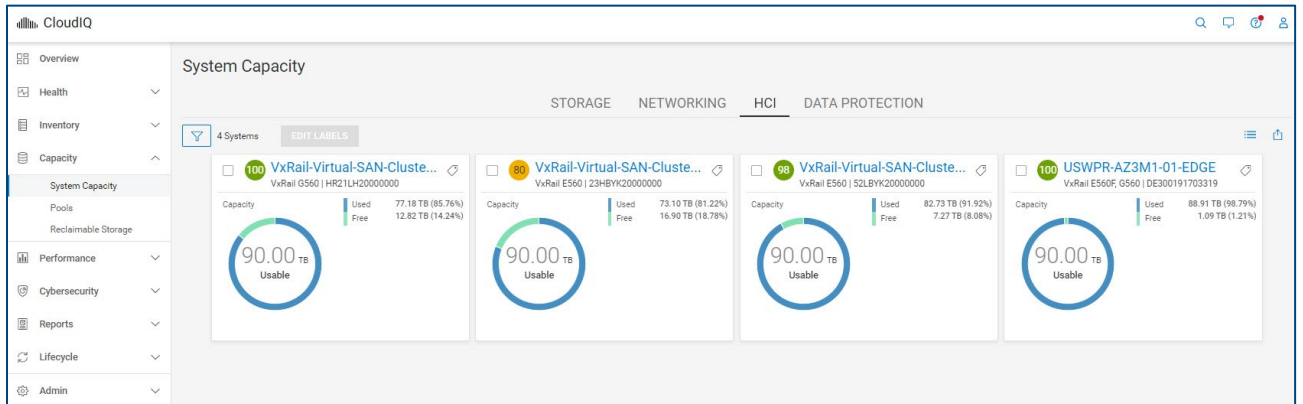 CloudIQ
Overview
Health
Inventory
Capacity
System Capacity
Pools
Reclaimable Storage
Performance
Cybersecurity
Reports
Lifecycle
Admin
System Capacity
STORAGE NETWORKING HCI DATA PROTECTION
4 Systems EDIT LABELS
100 VxRail-Virtual-SAN-Cluste...
VxRail G560 | HR21LH20000000
Capacity
Used 77.18 TB (85.76%)
Free 12.82 TB (14.24%)
90.00 TB
Usable
80 VxRail-Virtual-SAN-Cluste...
VxRail E560 | 23HBYK20000000
Capacity
Used 73.10 TB (81.22%)
Free 16.90 TB (18.78%)
90.00 TB
Usable
98 VxRail-Virtual-SAN-Cluste...
VxRail E560 | 52LBYK20000000
Capacity
Used 82.73 TB (91.92%)
Free 7.27 TB (8.08%)
90.00 TB
Usable
100 USWPR-AZ3M1-01-EDGE
VxRail E560F, G560 | DE300191703319
Capacity
Used 88.91 TB (98.79%)
Free 1.09 TB (1.21%)
90.00 TB
Usable